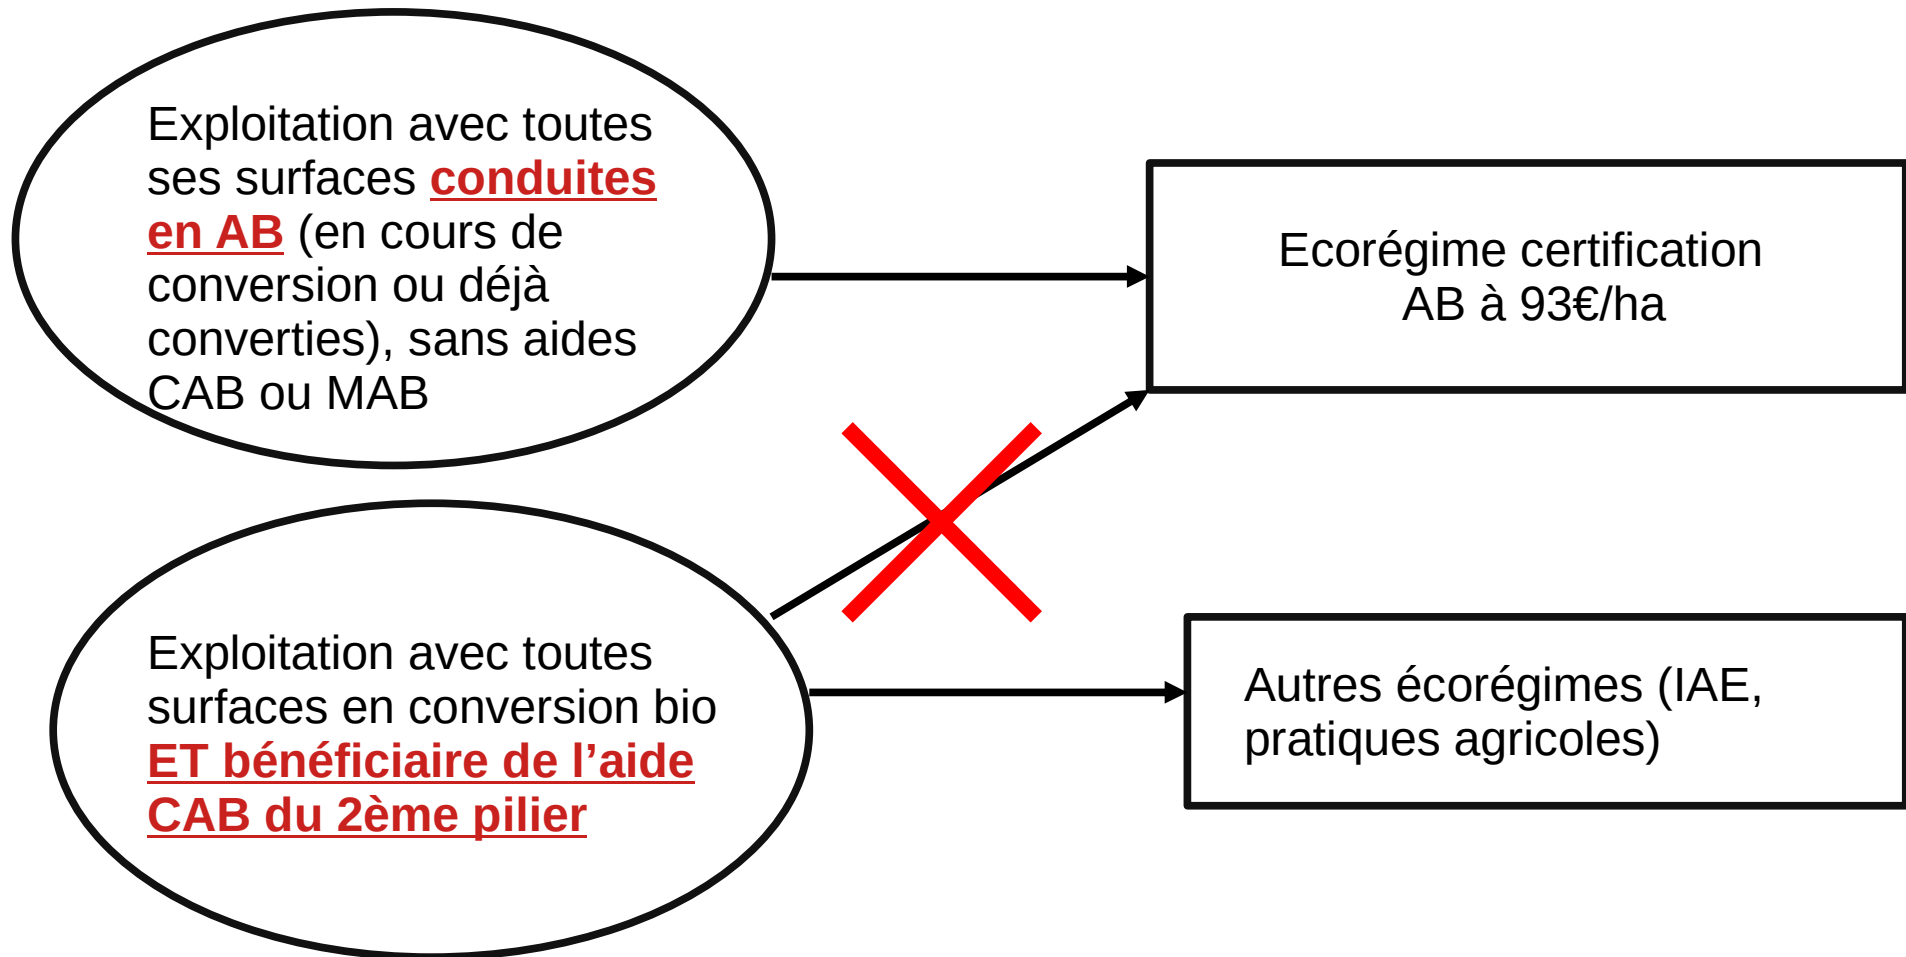 Exploitation avec toutes
ses surfaces conduites
en AB (en cours de
conversion ou déjà
converties), sans aides
CAB ou MAB
Ecorégime certification
AB à 93€/ha
Exploitation avec toutes
surfaces en conversion bio
ET bénéficiaire de l’aide
CAB du 2ème pilier
Autres écorégimes (IAE,
pratiques agricoles)